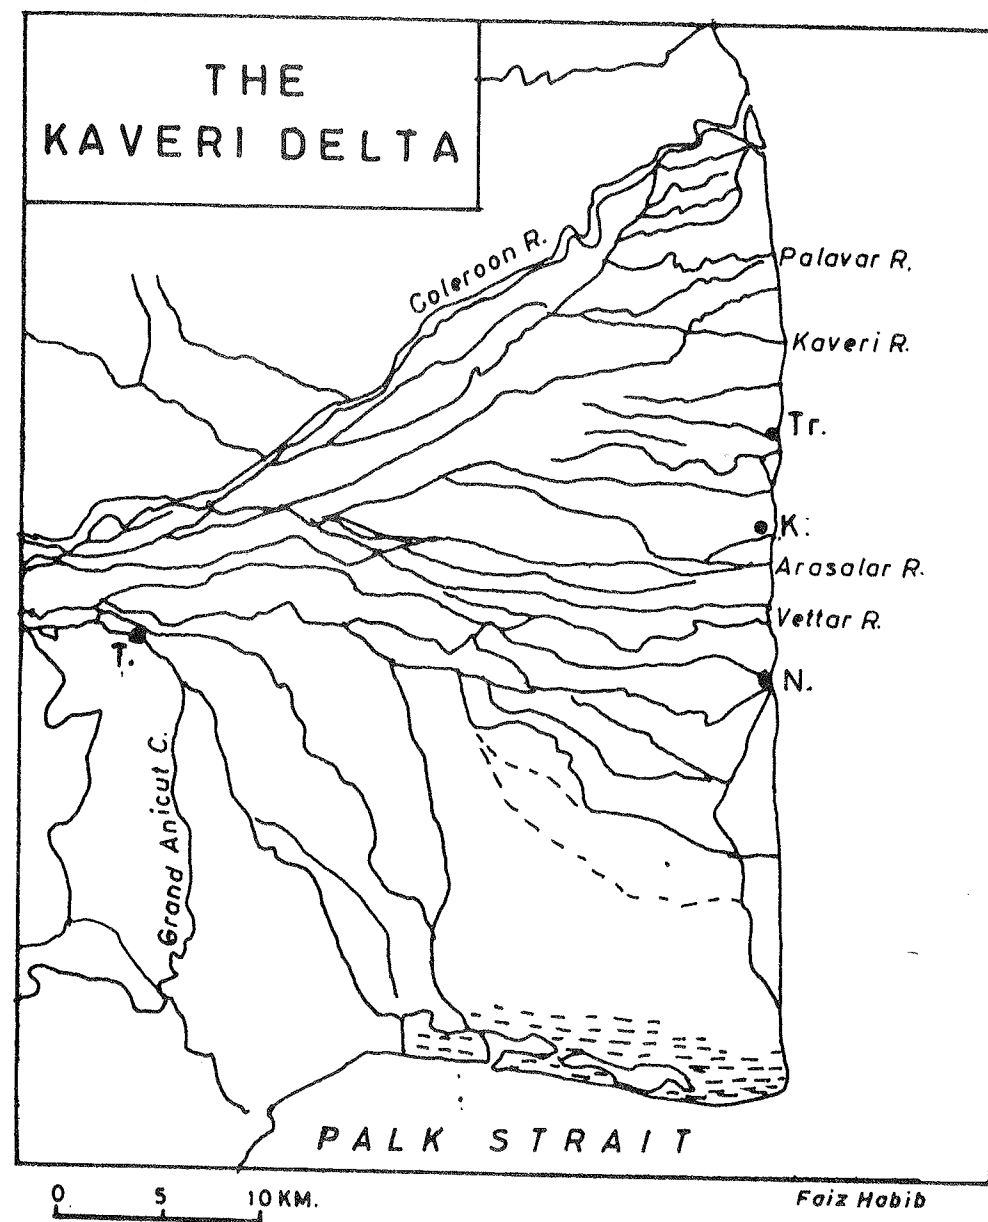 THE
KAVERI DELTA
Coleroon R.
Palavar R.
Kaveri R.
Tr.
K.
Arasalar R.
Vettar R.
T.
N.
Grand Anicut C.
PALK STRAIT
0 5 10 KM.
Faiz Habib